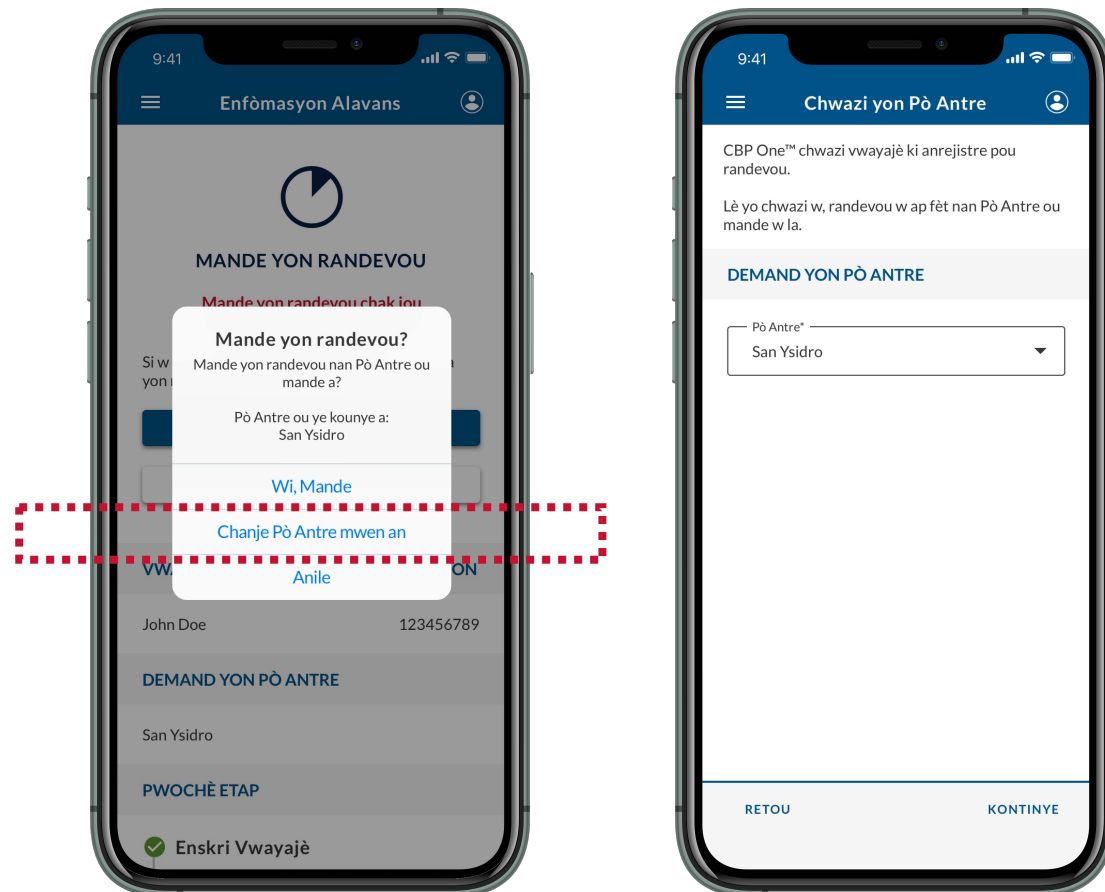 9:41
Enfòmasyon Alavans
MANDE YON RANDEVOU
Mande yon randevou chak jou
Si w
yon
Mande yon randevou?
Mande yon randevou nan Pò Antre ou
mande a?
Pò Antre ou ye kounye a:
San Ysidro
Wi, Mande
Chanje Pò Antre mwen an
Anile
ON
John Doe 123456789
DEMAND YON PÒ ANTRE
San Ysidro
PWOCHÈ ETAP
Enskri Vwayajè
9:41
Chwazi yon Pò Antre
CBP One™ chwazi vwayajè ki anrejistre pou
randevou.
Lè yo chwazi w, randevou w ap fèt nan Pò Antre ou
mande w la.
DEMAND YON PÒ ANTRE
Pò Antre*
San Ysidro
RETOU KONTINYE